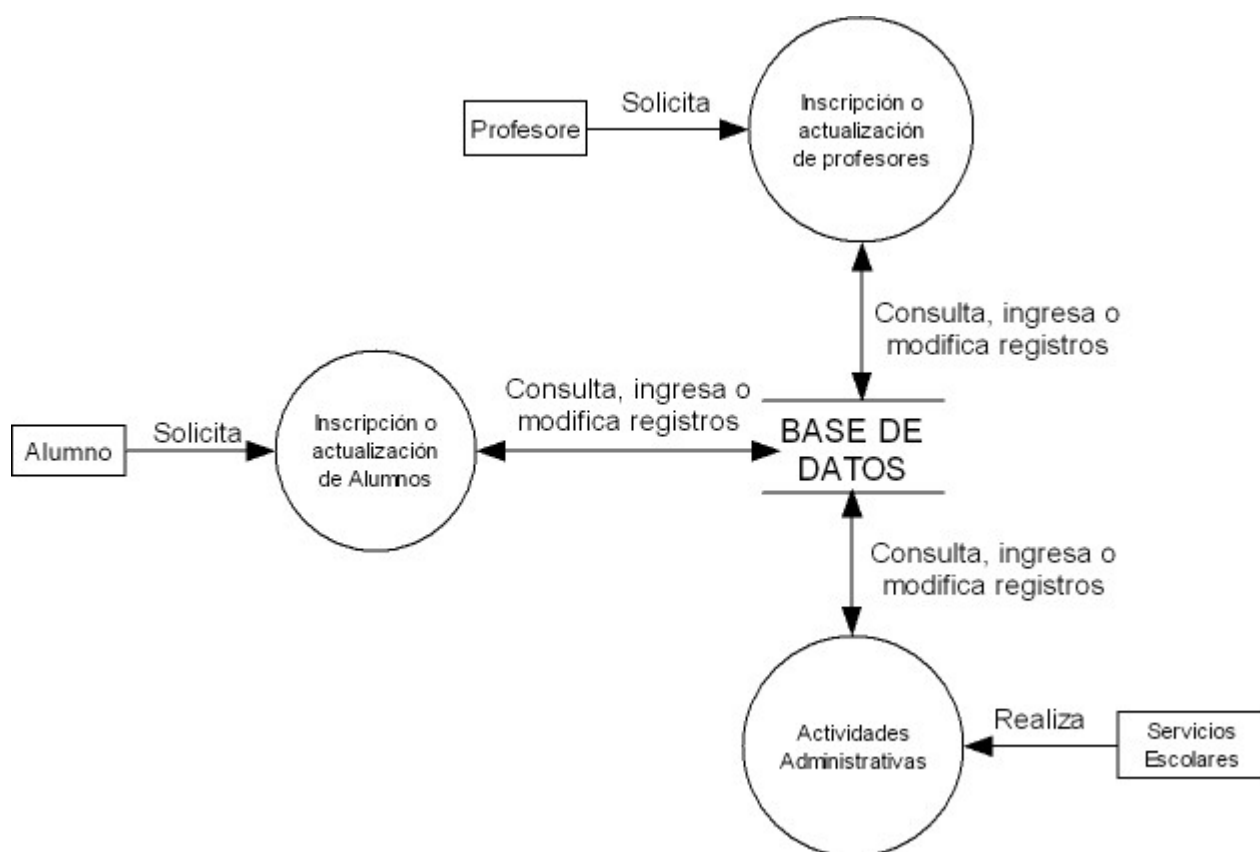 Inscripción o
actualización
de profesores
Solicita
Profesore
Consulta, ingresa o
modifica registros
Consulta, ingresa o
modifica registros
BASE DE
DATOS
Inscripción o
actualización
de Alumnos
Solicita
Alumno
Consulta, ingresa o
modifica registros
Actividades
Administrativas
Realiza
Servicios
Escolares